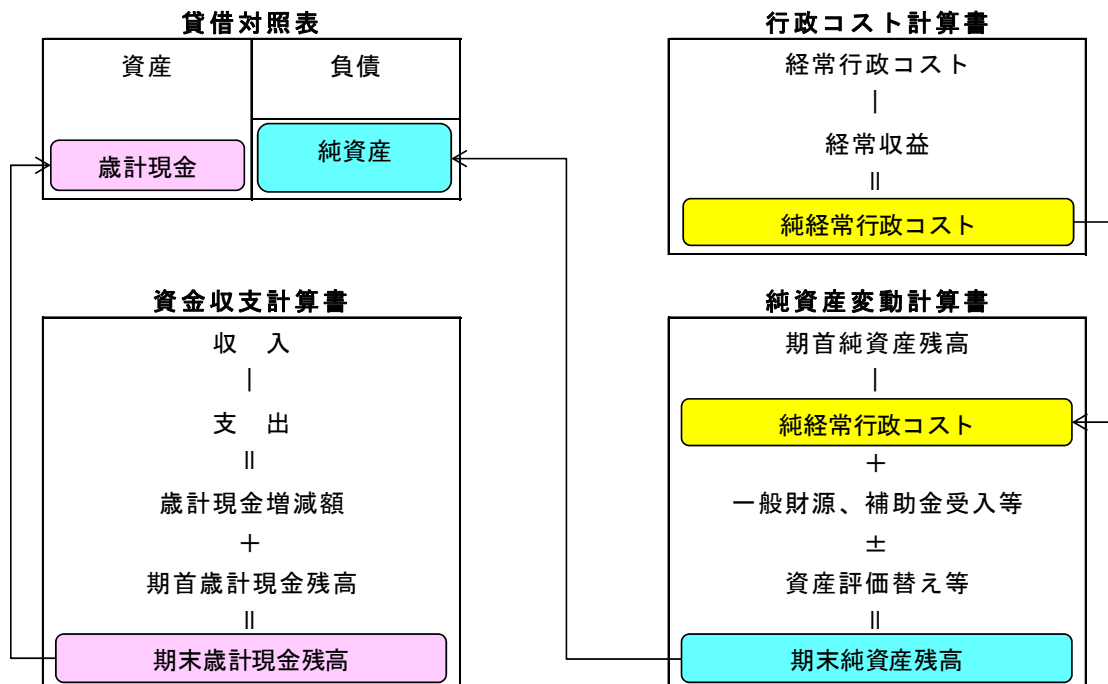 貸借対照表
資産
負債
歳計現金
純資産
行政コスト計算書
経常行政コスト
|
経常収益
||
純経常行政コスト
資金収支計算書
収　入
|
支　出
||
歳計現金増減額
＋
期首歳計現金残高
||
期末歳計現金残高
純資産変動計算書
期首純資産残高
|
純経常行政コスト
＋
一般財源、補助金受入等
±
資産評価替え等
||
期末純資産残高